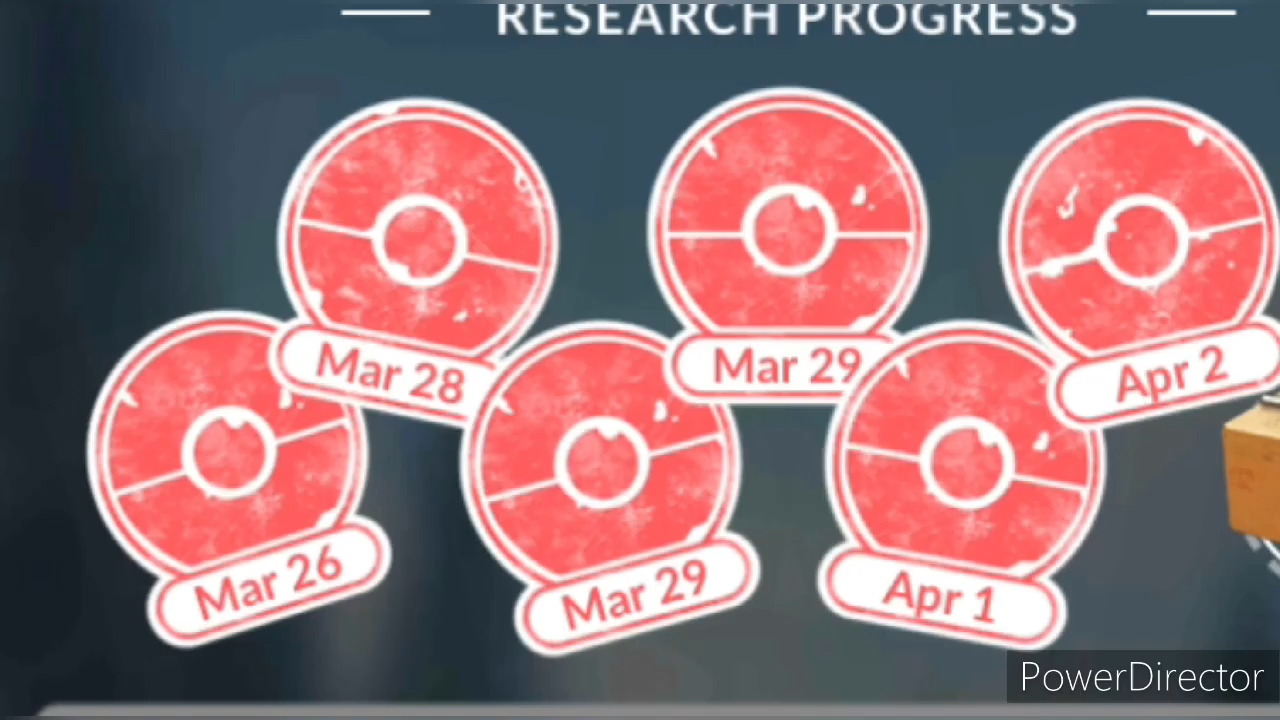 RESEARCH PROGRESS
Mar 28
Mar 29
Apr 2
Mar 26
Mar 29
Apr 1
PowerDirector